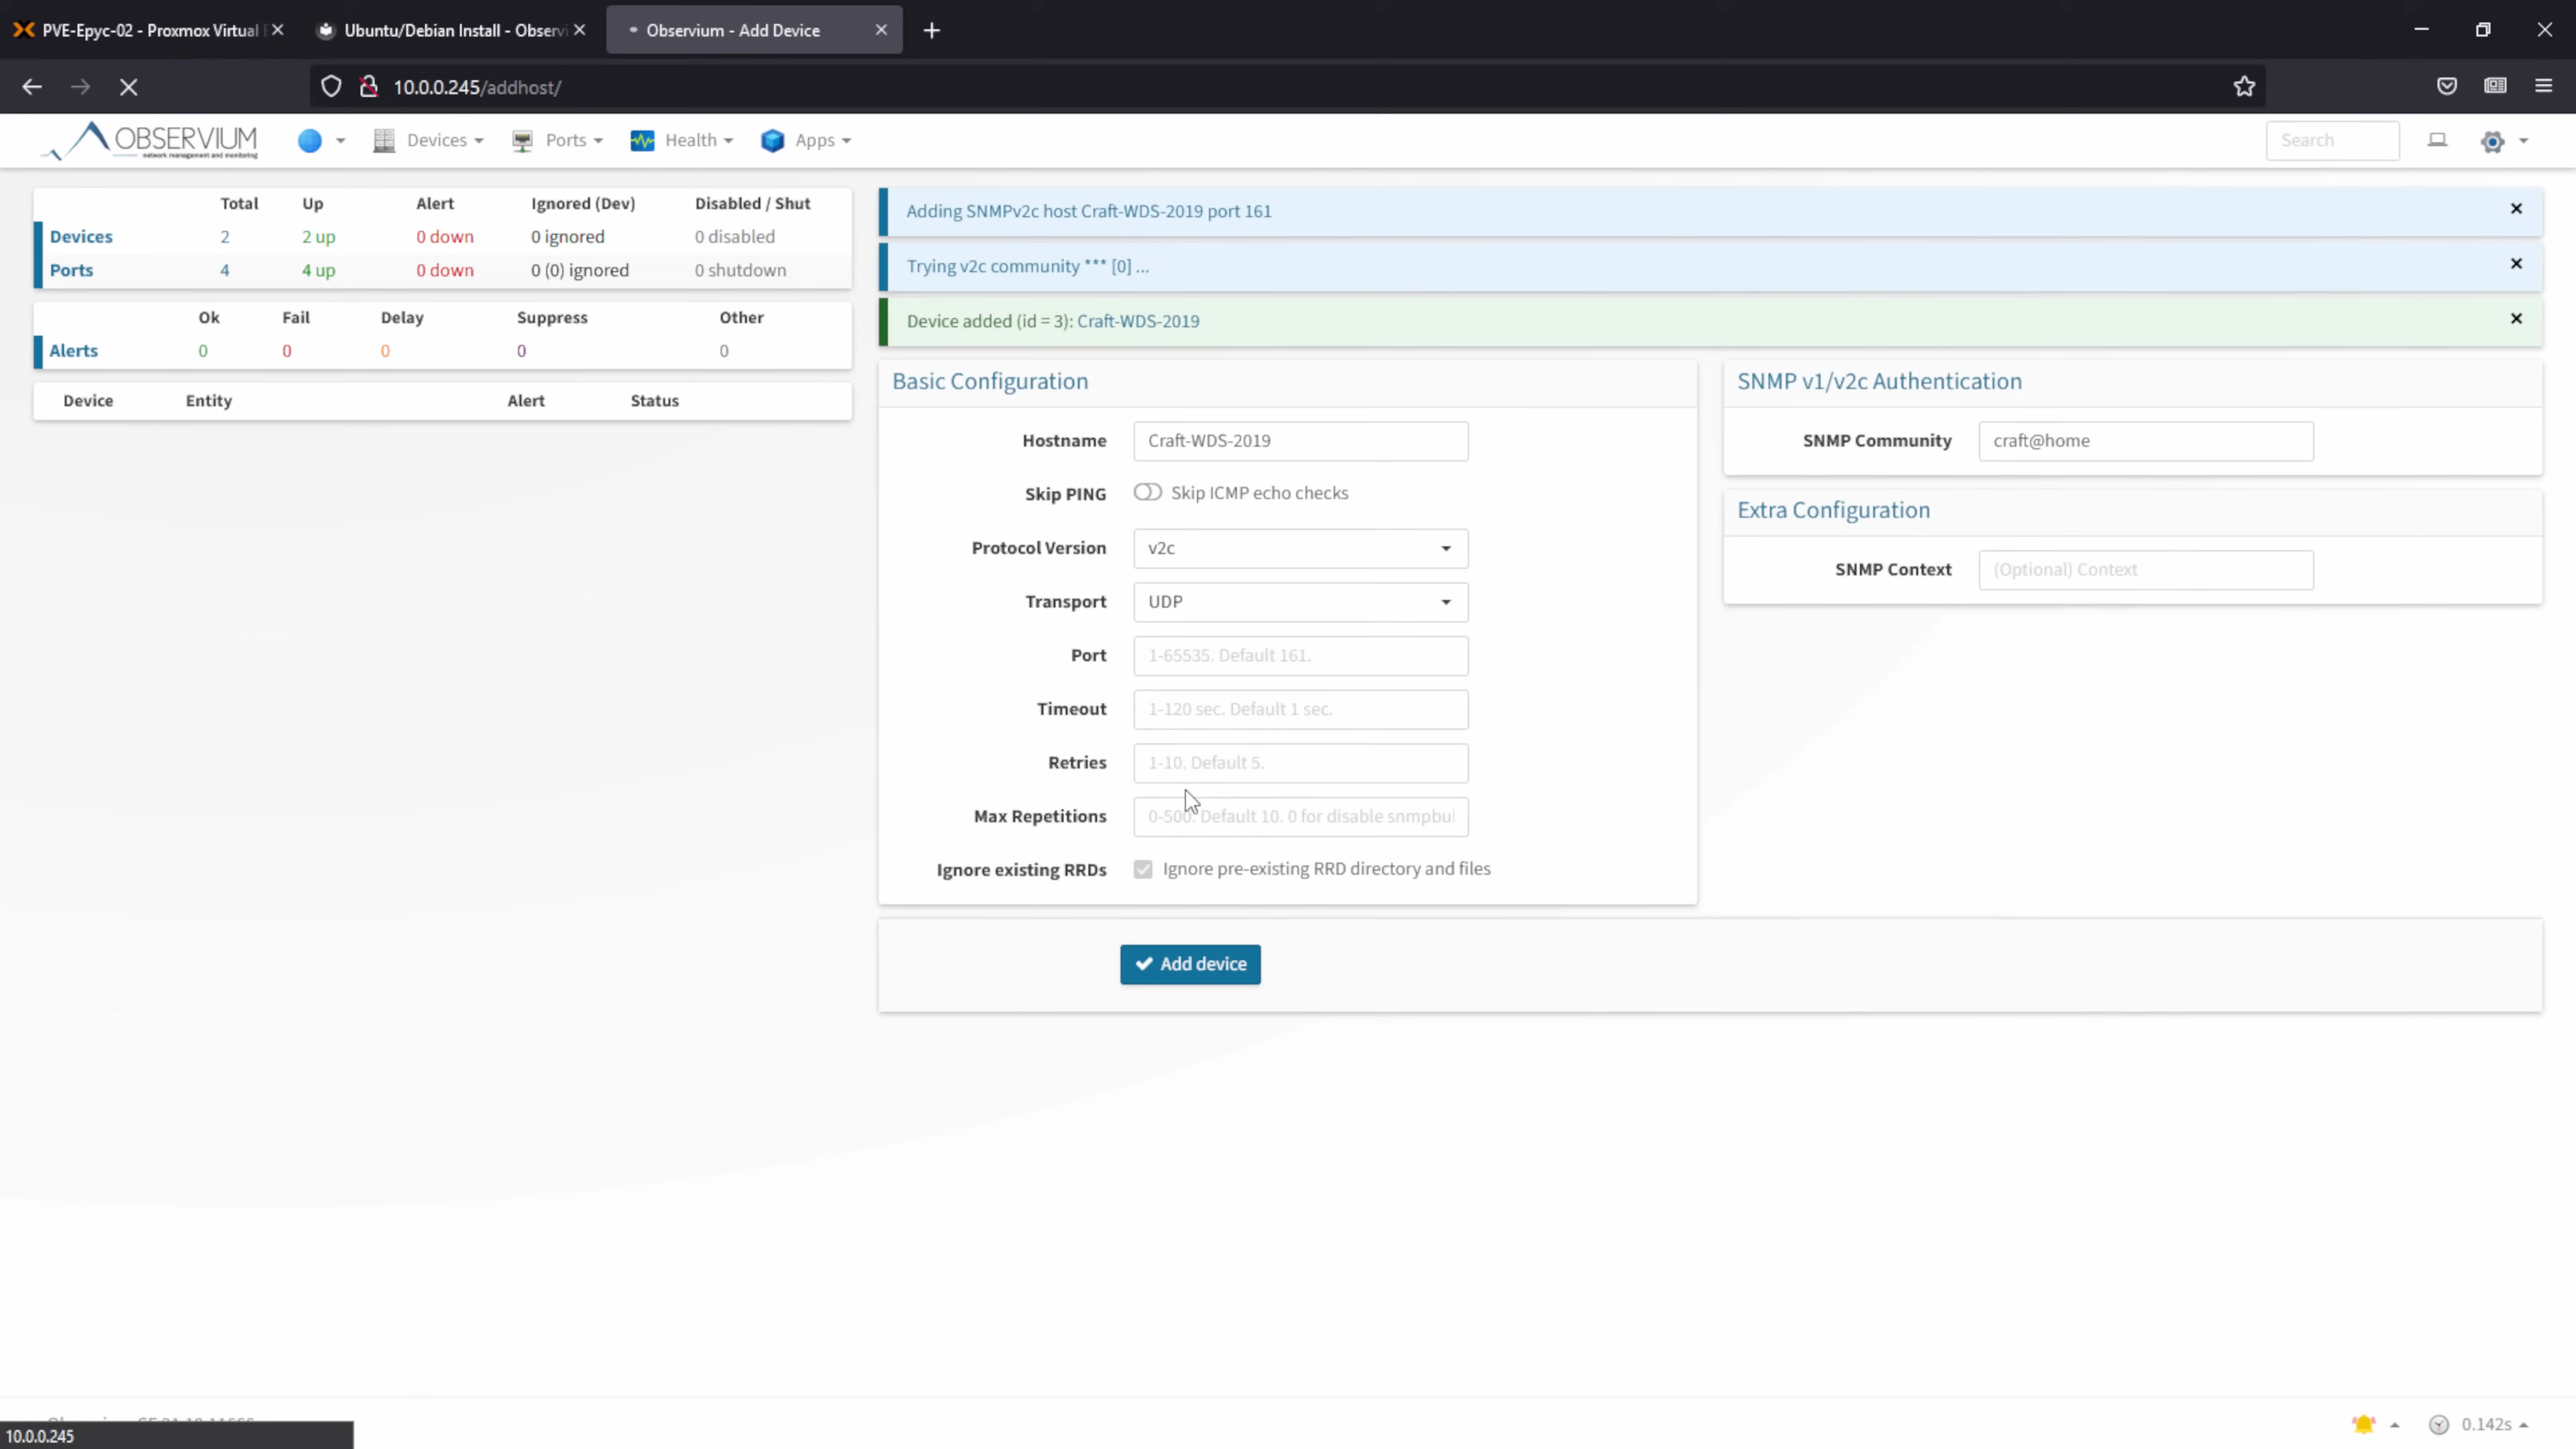 PVE-Epyc-02 - Proxmox Virtual
Ubuntu/Debian Install - Observi
Observium - Add Device
10.0.0.245/addhost/
OBSERVIUM
network management and monitoring
Devices
Ports
Health
Apps
Search
Total Up Alert Ignored (Dev) Disabled / Shut
Devices 2 2 up 0 down 0 ignored 0 disabled
Ports 4 4 up 0 down 0 (0) ignored 0 shutdown
Ok Fail Delay Suppress Other
Alerts 0 0 0 0 0
Device Entity Alert Status
Adding SNMPv2c host Craft-WDS-2019 port 161
Trying v2c community *** [0] ...
Device added (id = 3): Craft-WDS-2019
Basic Configuration
Hostname Craft-WDS-2019
Skip PING Skip ICMP echo checks
Protocol Version v2c
Transport UDP
Port 1-65535. Default 161.
Timeout 1-120 sec. Default 1 sec.
Retries 1-10. Default 5.
Max Repetitions 0-500. Default 10. 0 for disable snmpbul
Ignore existing RRDs Ignore pre-existing RRD directory and files
Add device
SNMP v1/v2c Authentication
SNMP Community craft@home
Extra Configuration
SNMP Context (Optional) Context
10.0.0.245
0.142s